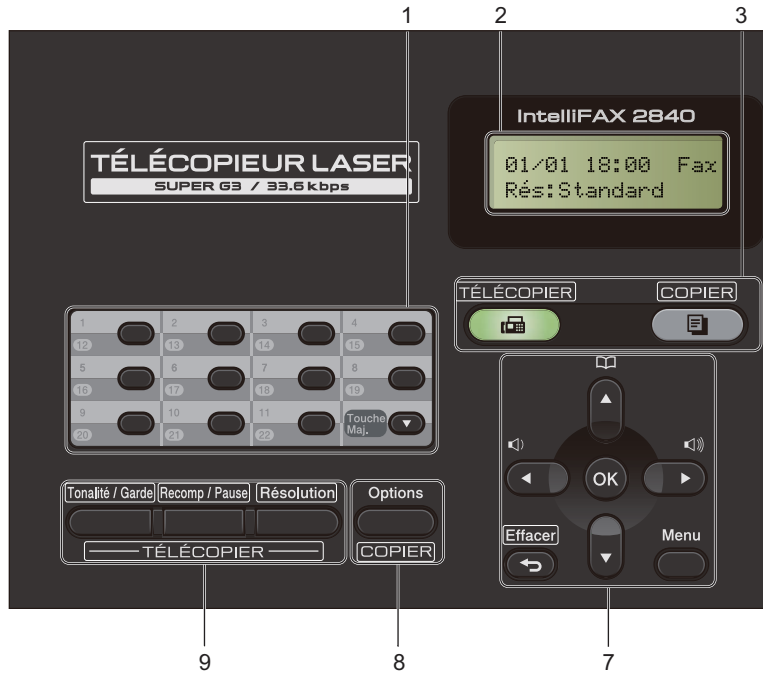 1 2 3
IntelliFAX 2840
TÉLÉCOPIEUR LASER
SUPER G3 / 33.6 kbps
01/01 18:00 Fax
Rés:Standard
TÉLÉCOPIER COPIER
1 2 3 4
12 13 14 15
5 6 7 8
16 17 18 19
9 10 11 Touche Maj.
20 21 22
OK
Tonalité / Garde Recomp / Pause Résolution Options
Effacer Menu
TÉLÉCOPIER COPIER
9 8 7